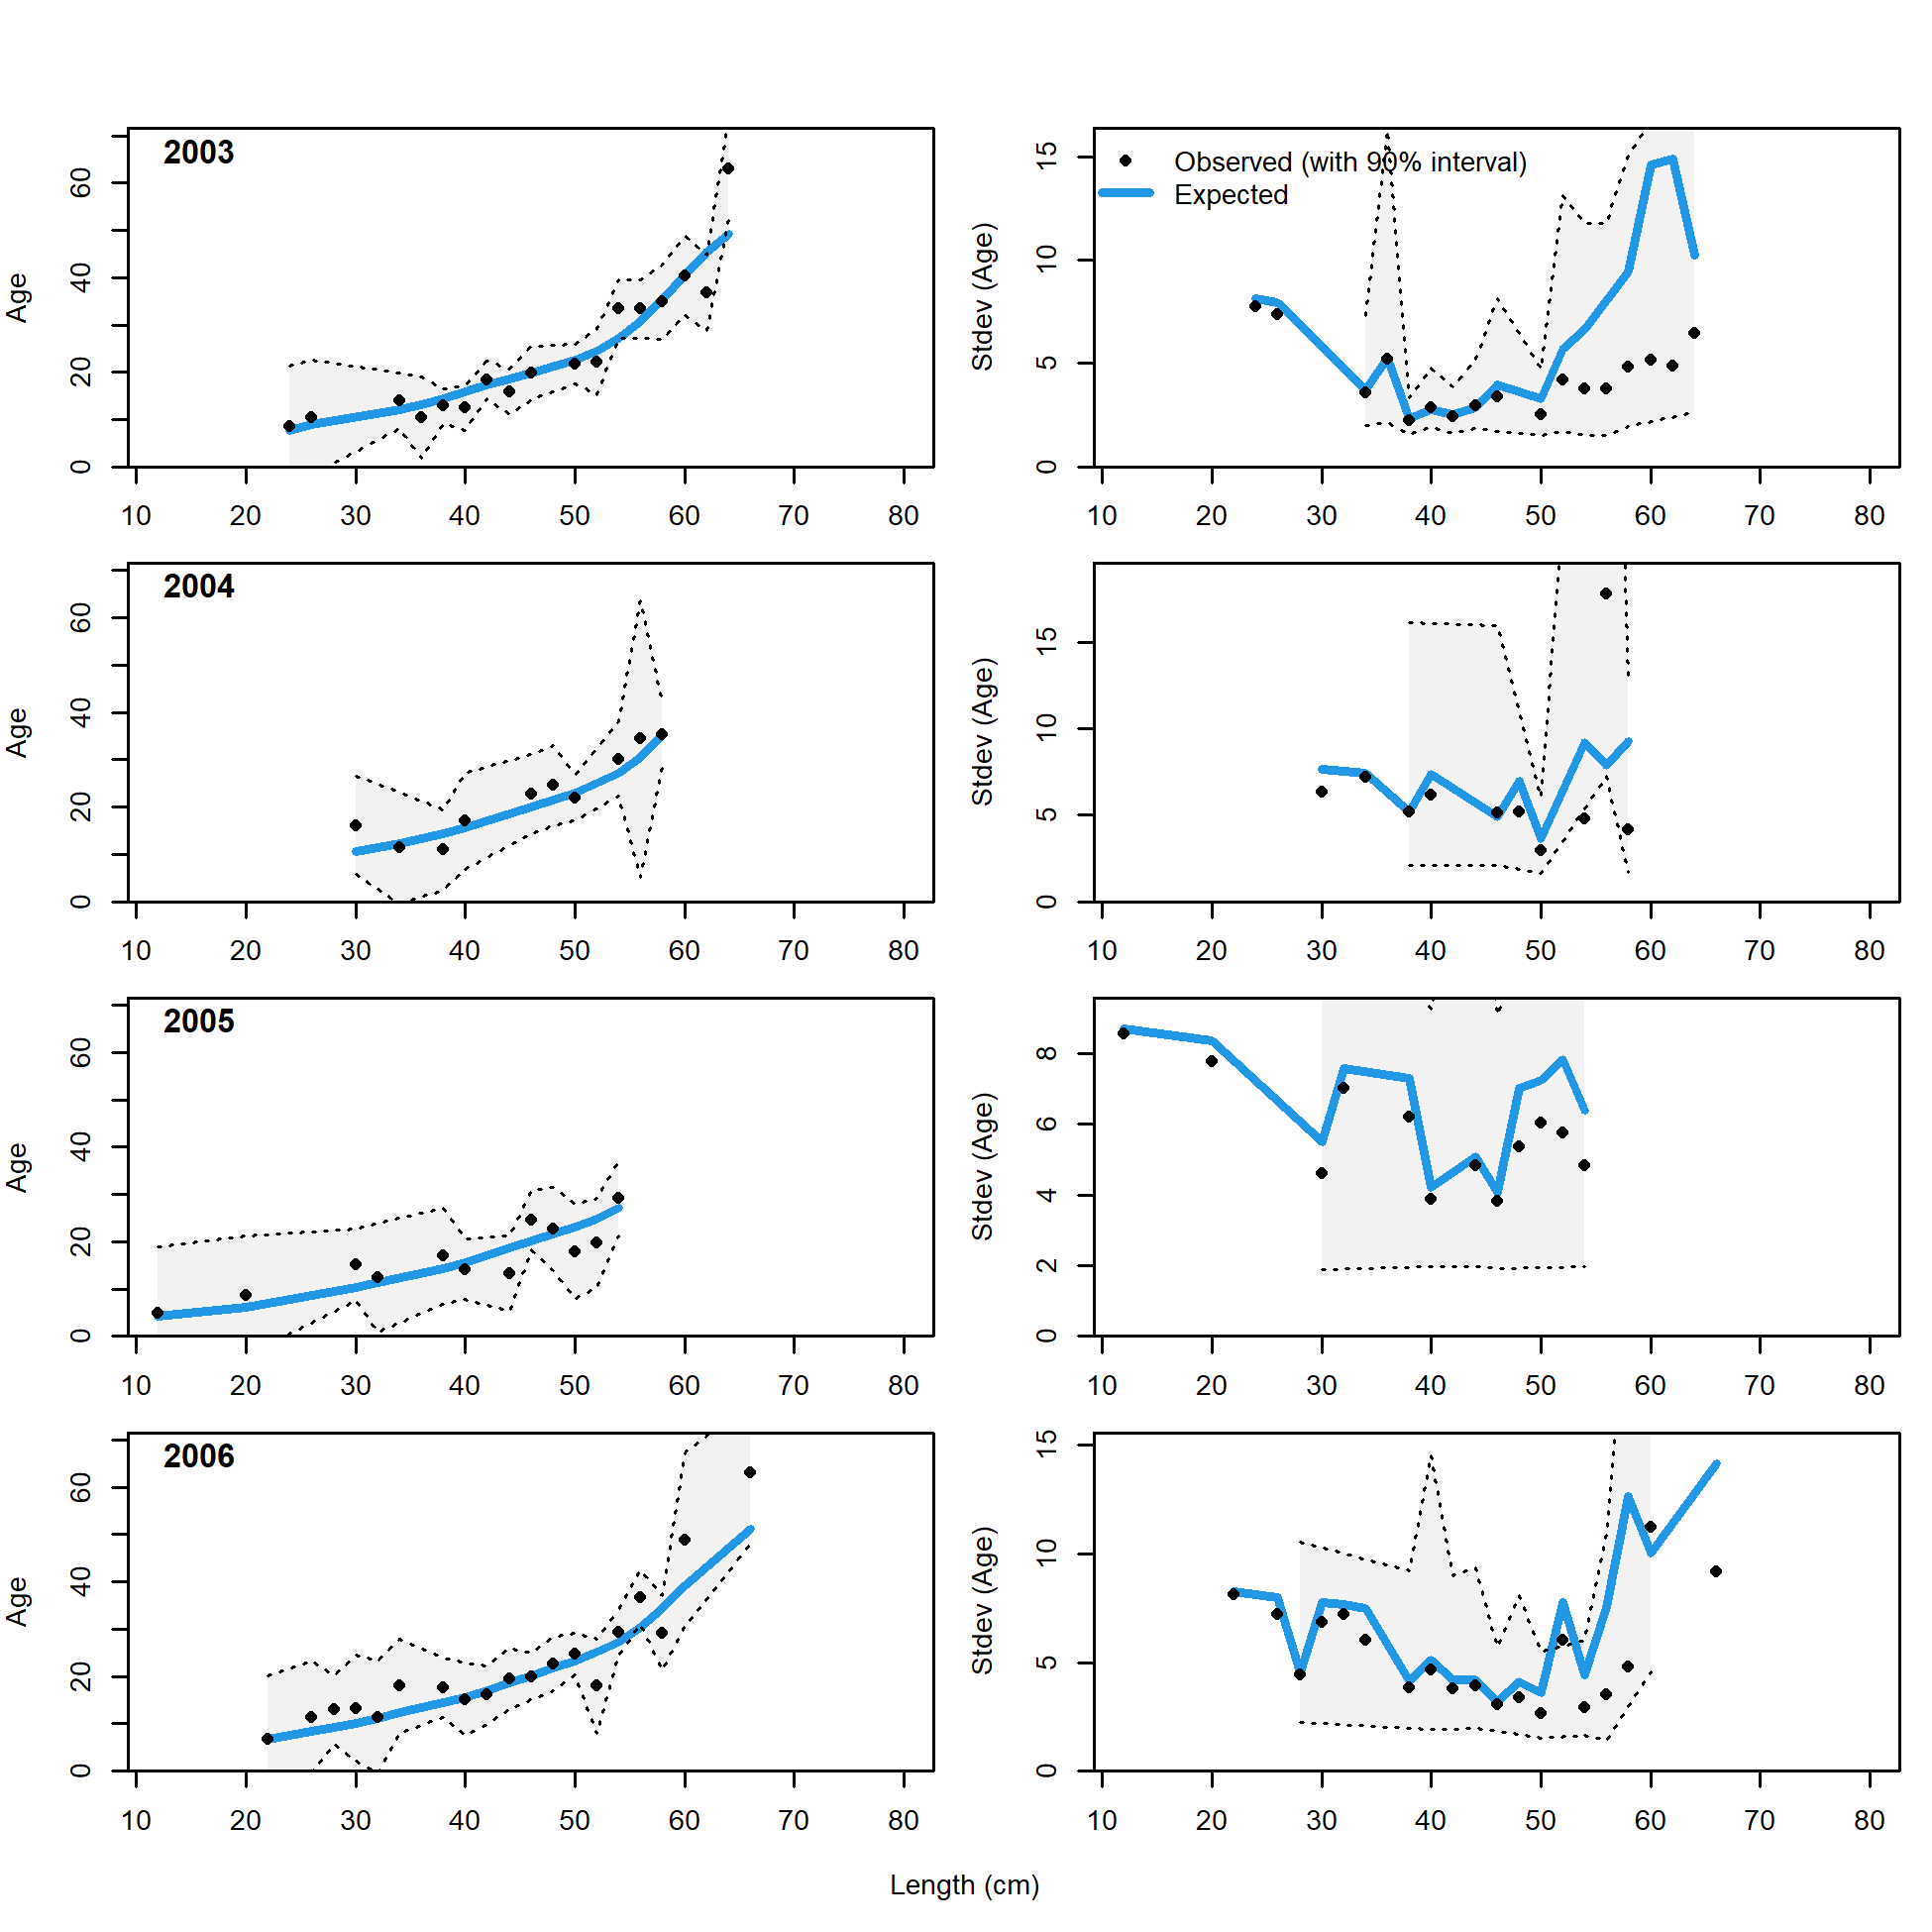 2003
Age
0 20 40 60
10 20 30 40 50 60 70 80
Observed (with 90% interval)
Expected
Stdev (Age)
0 5 10 15
10 20 30 40 50 60 70 80
2004
Age
0 20 40 60
10 20 30 40 50 60 70 80
Stdev (Age)
0 5 10 15
10 20 30 40 50 60 70 80
2005
Age
0 20 40 60
10 20 30 40 50 60 70 80
Stdev (Age)
0 2 4 6 8
10 20 30 40 50 60 70 80
2006
Age
0 20 40 60
10 20 30 40 50 60 70 80
Stdev (Age)
0 5 10 15
10 20 30 40 50 60 70 80
Length (cm)